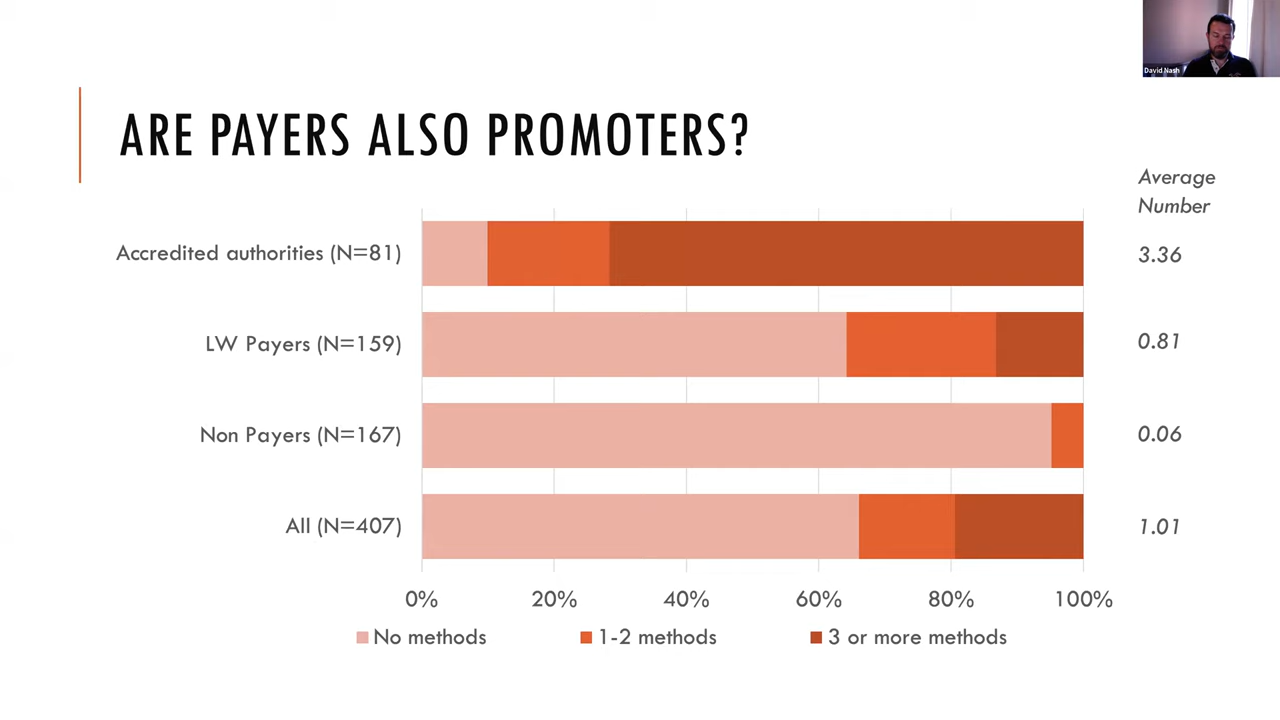 David Nash
ARE PAYERS ALSO PROMOTERS?
Average
Number
Accredited authorities (N=81)
3.36
LW Payers (N=159)
0.81
Non Payers (N=167)
0.06
All (N=407)
1.01
0% 20% 40% 60% 80% 100%
No methods 1-2 methods 3 or more methods